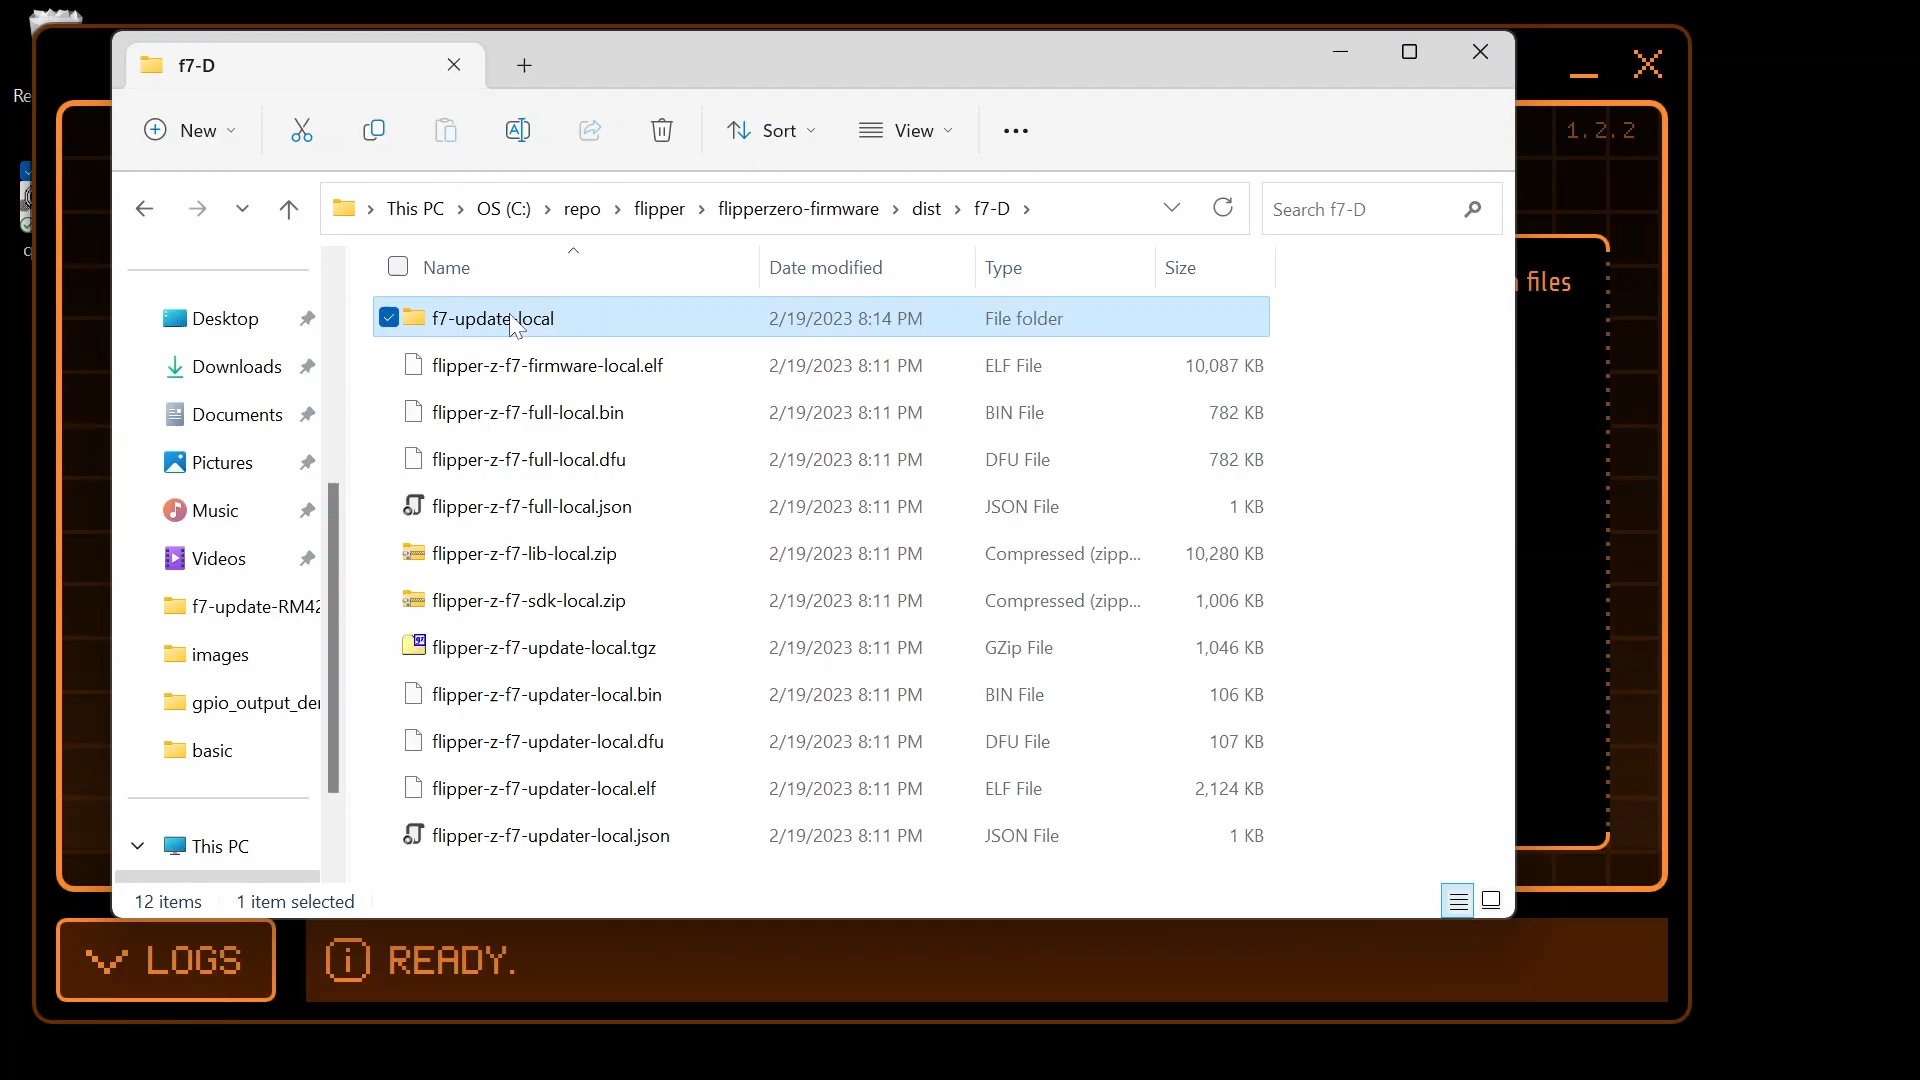 f7-D
1.2.2
Re
New
Sort
View
This PC
OS (C:)
repo
flipper
flipperzero-firmware
dist
f7-D
Search f7-D
Name
Date modified
Type
Size
Desktop
Downloads
Documents
Pictures
Music
Videos
f7-update-RM42
images
gpio_output_de
basic
This PC
f7-update-local 2/19/2023 8:14 PM File folder
flipper-z-f7-firmware-local.elf 2/19/2023 8:11 PM ELF File 10,087 KB
flipper-z-f7-full-local.bin 2/19/2023 8:11 PM BIN File 782 KB
flipper-z-f7-full-local.dfu 2/19/2023 8:11 PM DFU File 782 KB
flipper-z-f7-full-local.json 2/19/2023 8:11 PM JSON File 1 KB
flipper-z-f7-lib-local.zip 2/19/2023 8:11 PM Compressed (zipp... 10,280 KB
flipper-z-f7-sdk-local.zip 2/19/2023 8:11 PM Compressed (zipp... 1,006 KB
flipper-z-f7-update-local.tgz 2/19/2023 8:11 PM GZip File 1,046 KB
flipper-z-f7-updater-local.bin 2/19/2023 8:11 PM BIN File 106 KB
flipper-z-f7-updater-local.dfu 2/19/2023 8:11 PM DFU File 107 KB
flipper-z-f7-updater-local.elf 2/19/2023 8:11 PM ELF File 2,124 KB
flipper-z-f7-updater-local.json 2/19/2023 8:11 PM JSON File 1 KB
files
12 items
1 item selected
LOGS
READY.